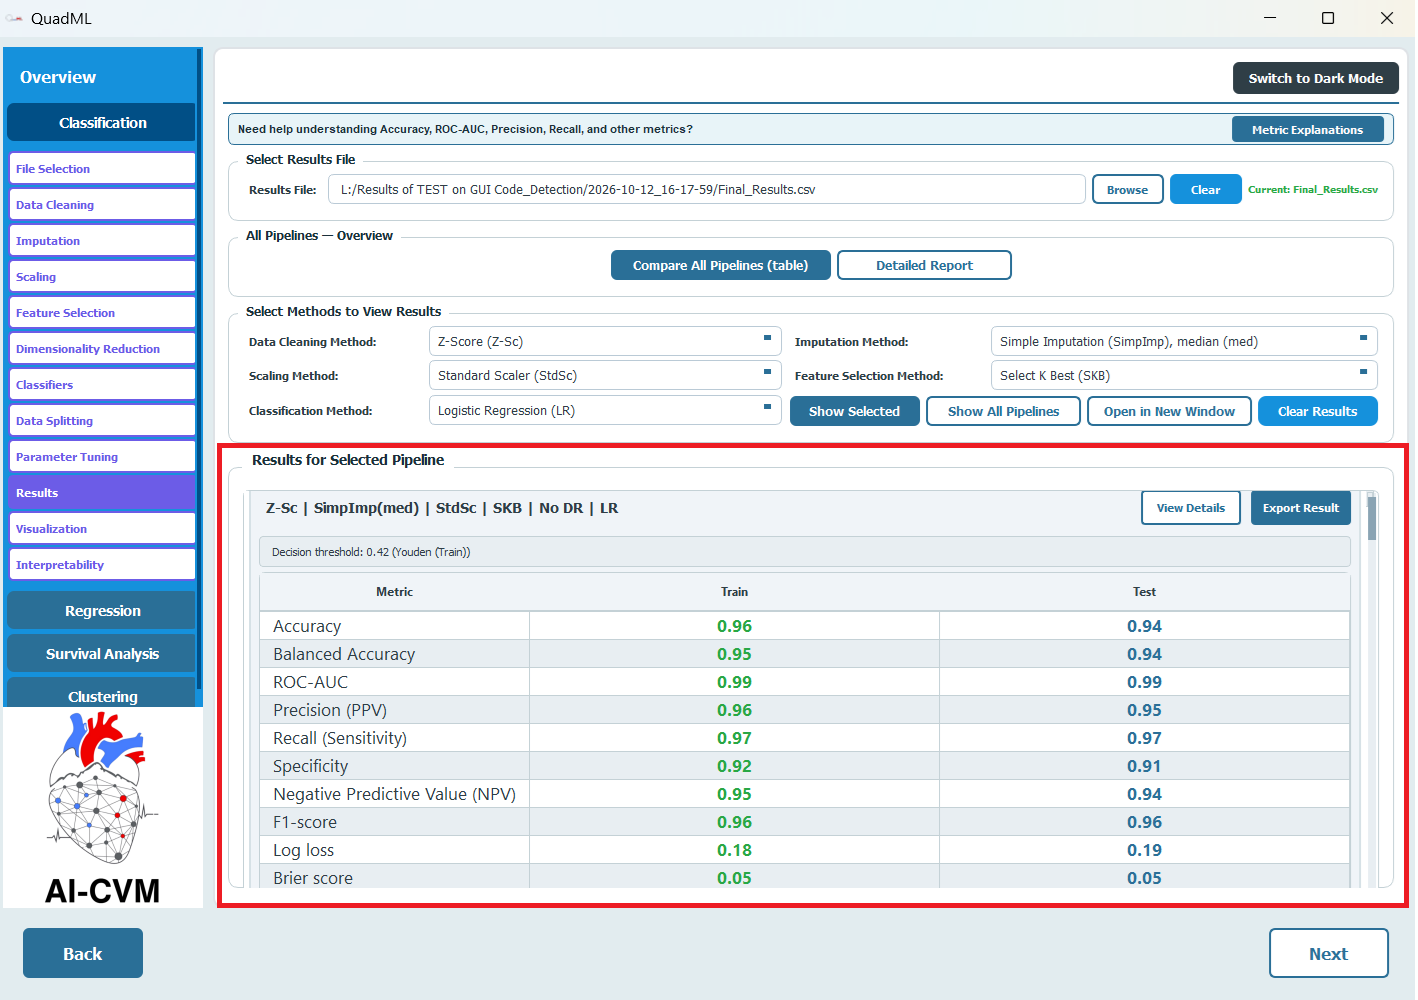 QuadML
Overview
Classification
File Selection
Data Cleaning
Imputation
Scaling
Feature Selection
Dimensionality Reduction
Classifiers
Data Splitting
Parameter Tuning
Results
Visualization
Interpretability
Regression
Survival Analysis
Clustering
AI-CVM
Switch to Dark Mode
Need help understanding Accuracy, ROC-AUC, Precision, Recall, and other metrics? Metric Explanations
Select Results File
Results File: L:/Results of TEST on GUI Code_Detection/2026-10-12_16-17-59/Final_Results.csv Browse Clear Current: Final_Results.csv
All Pipelines — Overview
Compare All Pipelines (table) Detailed Report
Select Methods to View Results
Data Cleaning Method: Z-Score (Z-Sc) Imputation Method: Simple Imputation (SimpImp), median (med)
Scaling Method: Standard Scaler (StdSc) Feature Selection Method: Select K Best (SKB)
Classification Method: Logistic Regression (LR) Show Selected Show All Pipelines Open in New Window Clear Results
Results for Selected Pipeline
Z-Sc | SimpImp(med) | StdSc | SKB | No DR | LR View Details Export Result
Decision threshold: 0.42 (Youden (Train))
Metric Train Test
Accuracy 0.96 0.94
Balanced Accuracy 0.95 0.94
ROC-AUC 0.99 0.99
Precision (PPV) 0.96 0.95
Recall (Sensitivity) 0.97 0.97
Specificity 0.92 0.91
Negative Predictive Value (NPV) 0.95 0.94
F1-score 0.96 0.96
Log loss 0.18 0.19
Brier score 0.05 0.05
Back Next